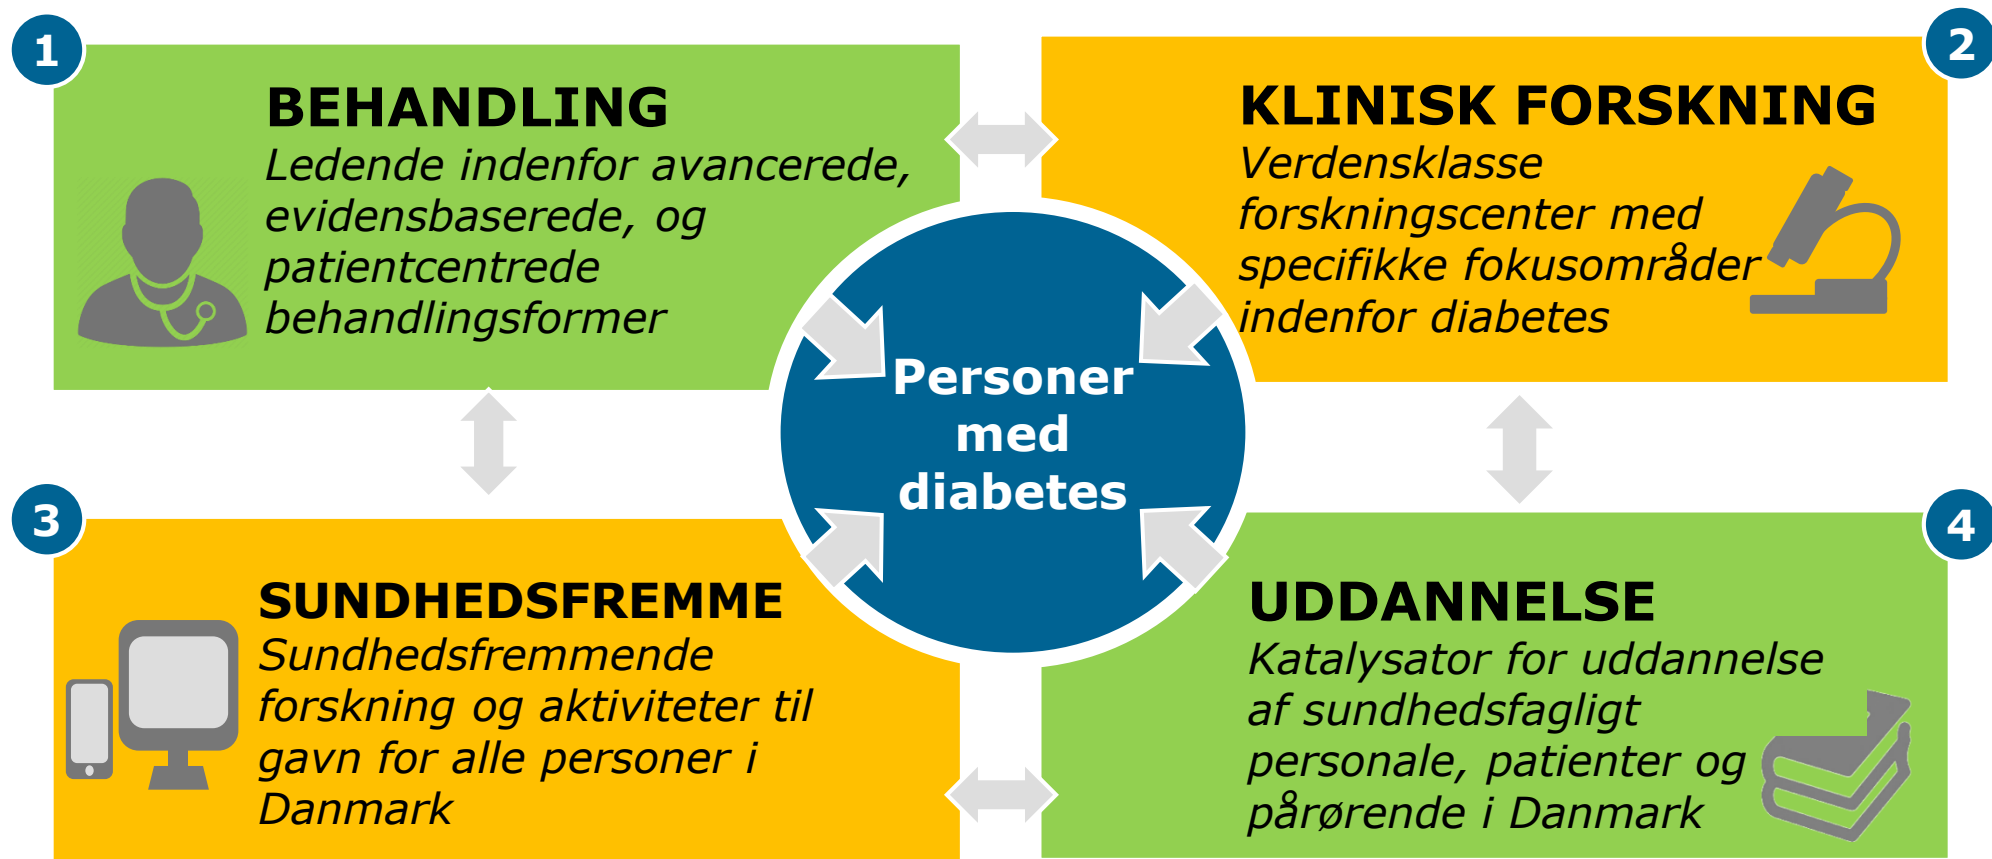 1
BEHANDLING
Ledende indenfor avancerede,
evidensbaserede, og
patientcentrede
behandlingsformer
2
KLINISK FORSKNING
Verdensklasse
forskningscenter med
specifikke fokusområder
indenfor diabetes
Personer
med
diabetes
3
SUNDHEDSFREMME
Sundhedsfremmende
forskning og aktiviteter til
gavn for alle personer i
Danmark
4
UDDANNELSE
Katalysator for uddannelse
af sundhedsfagligt
personale, patienter og
pårørende i Danmark